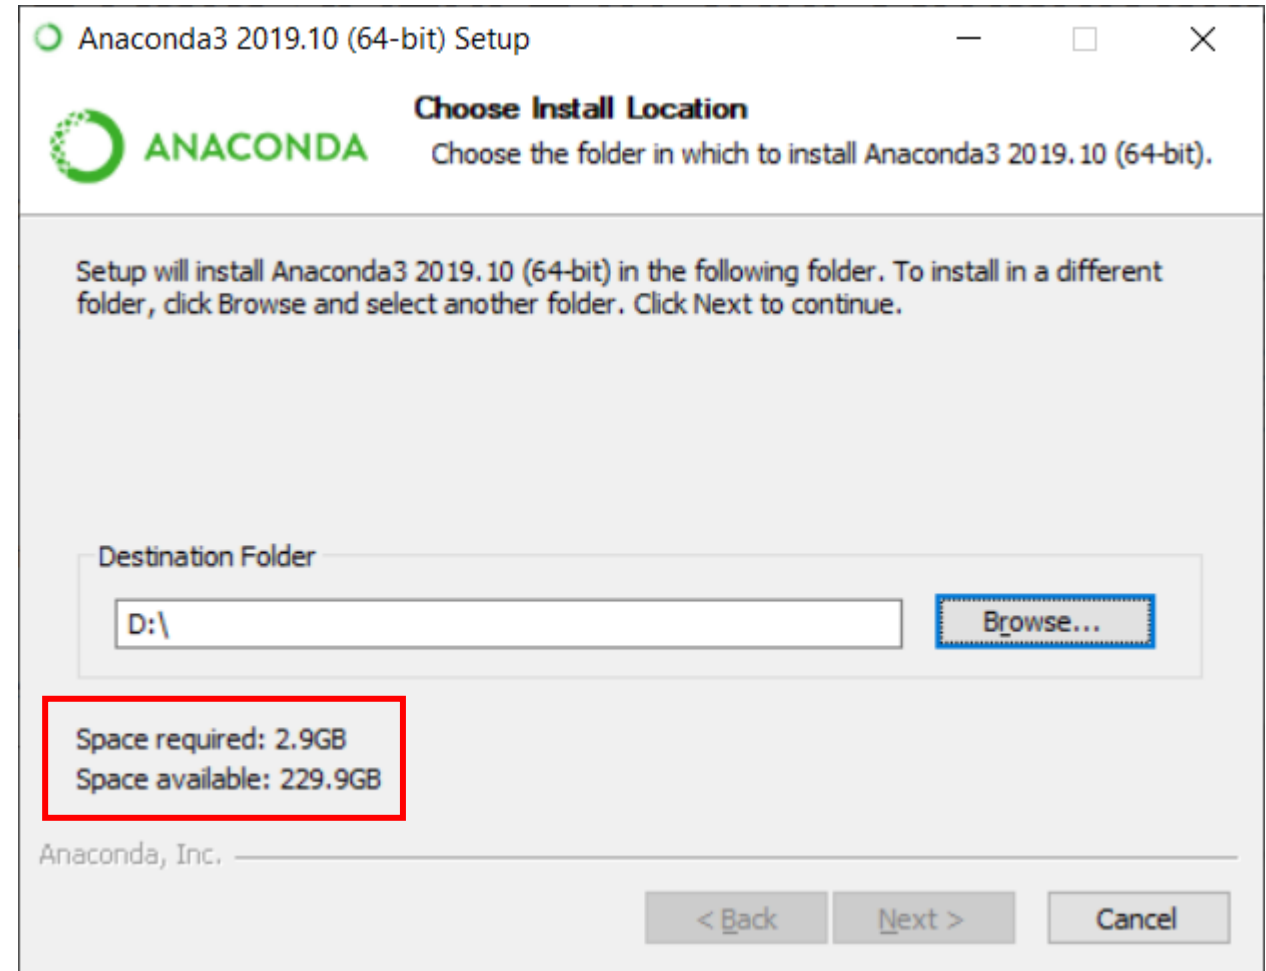 Anaconda3 2019.10 (64-bit) Setup
ANACONDA
Choose Install Location
Choose the folder in which to install Anaconda3 2019.10 (64-bit).
Setup will install Anaconda3 2019.10 (64-bit) in the following folder. To install in a different
folder, click Browse and select another folder. Click Next to continue.
Destination Folder
D:\
Browse...
Space required: 2.9GB
Space available: 229.9GB
Anaconda, Inc.
< Back
Next >
Cancel